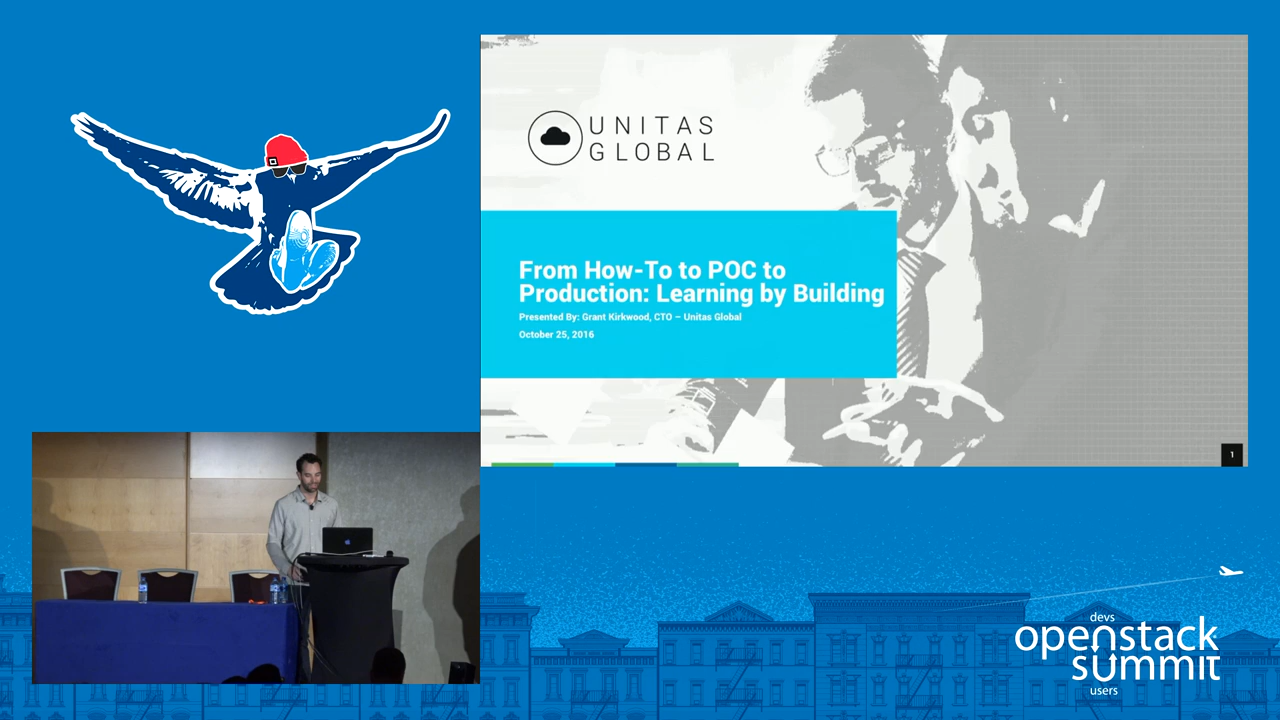 UNITAS
GLOBAL
From How-To to POC to
Production: Learning by Building
Presented By: Grant Kirkwood, CTO – Unitas Global
October 25, 2016
1
devs
openstack
summit
users